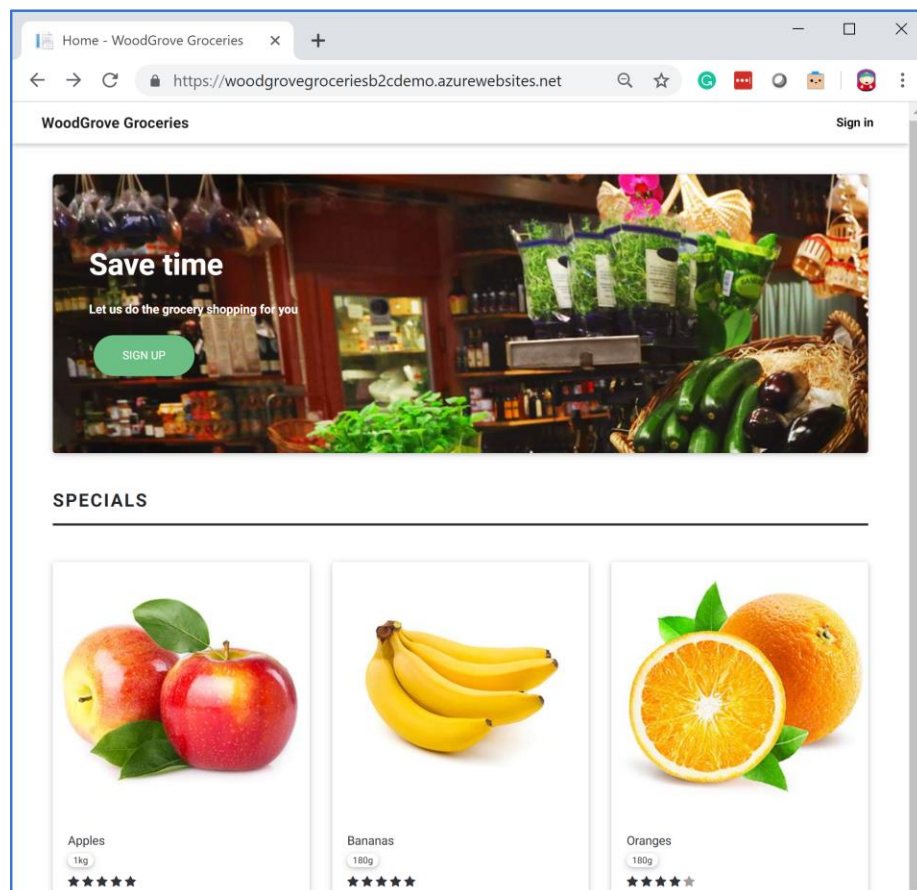 Home - WoodGrove Groceries
https://woodgrovegroceriesb2cdemo.azurewebsites.net
WoodGrove Groceries Sign in
Save time
Let us do the grocery shopping for you
SIGN UP
SPECIALS
Apples Bananas Oranges
1kg 180g 180g